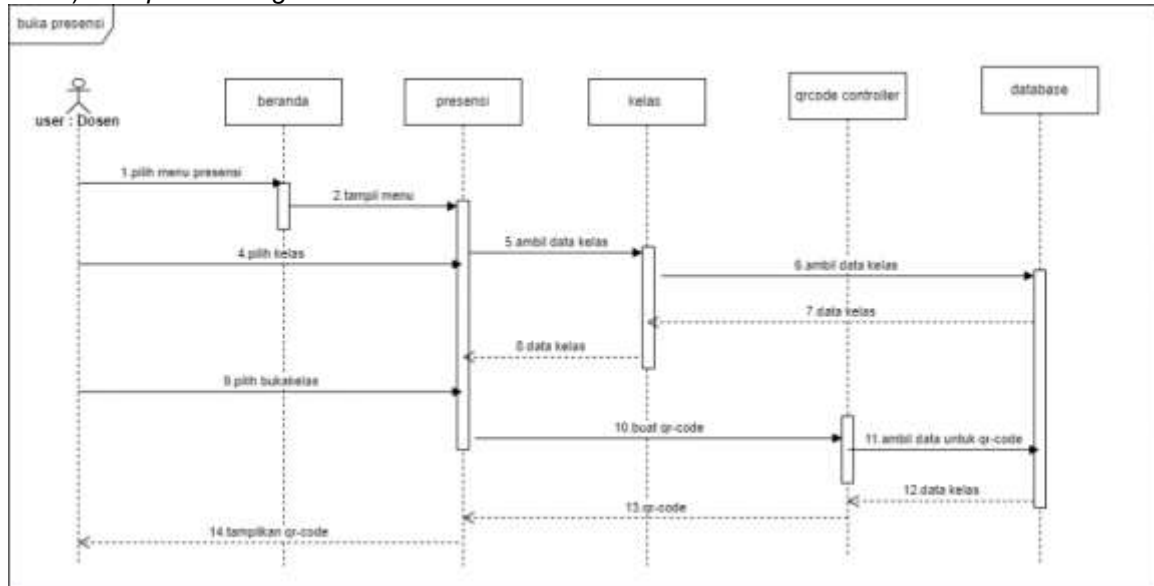 buka presensi
user : Dosen
beranda
presensi
kelas
qrcode controller
database
1.pilih menu presensi
2.tampil menu
4.pilih kelas
5.ambil data kelas
6.ambil data kelas
7.data kelas
8.data kelas
9.pilih bukakelas
10.buat qr-code
11.ambil data untuk qr-code
12.data kelas
13.qr-code
14.tampilkan qr-code